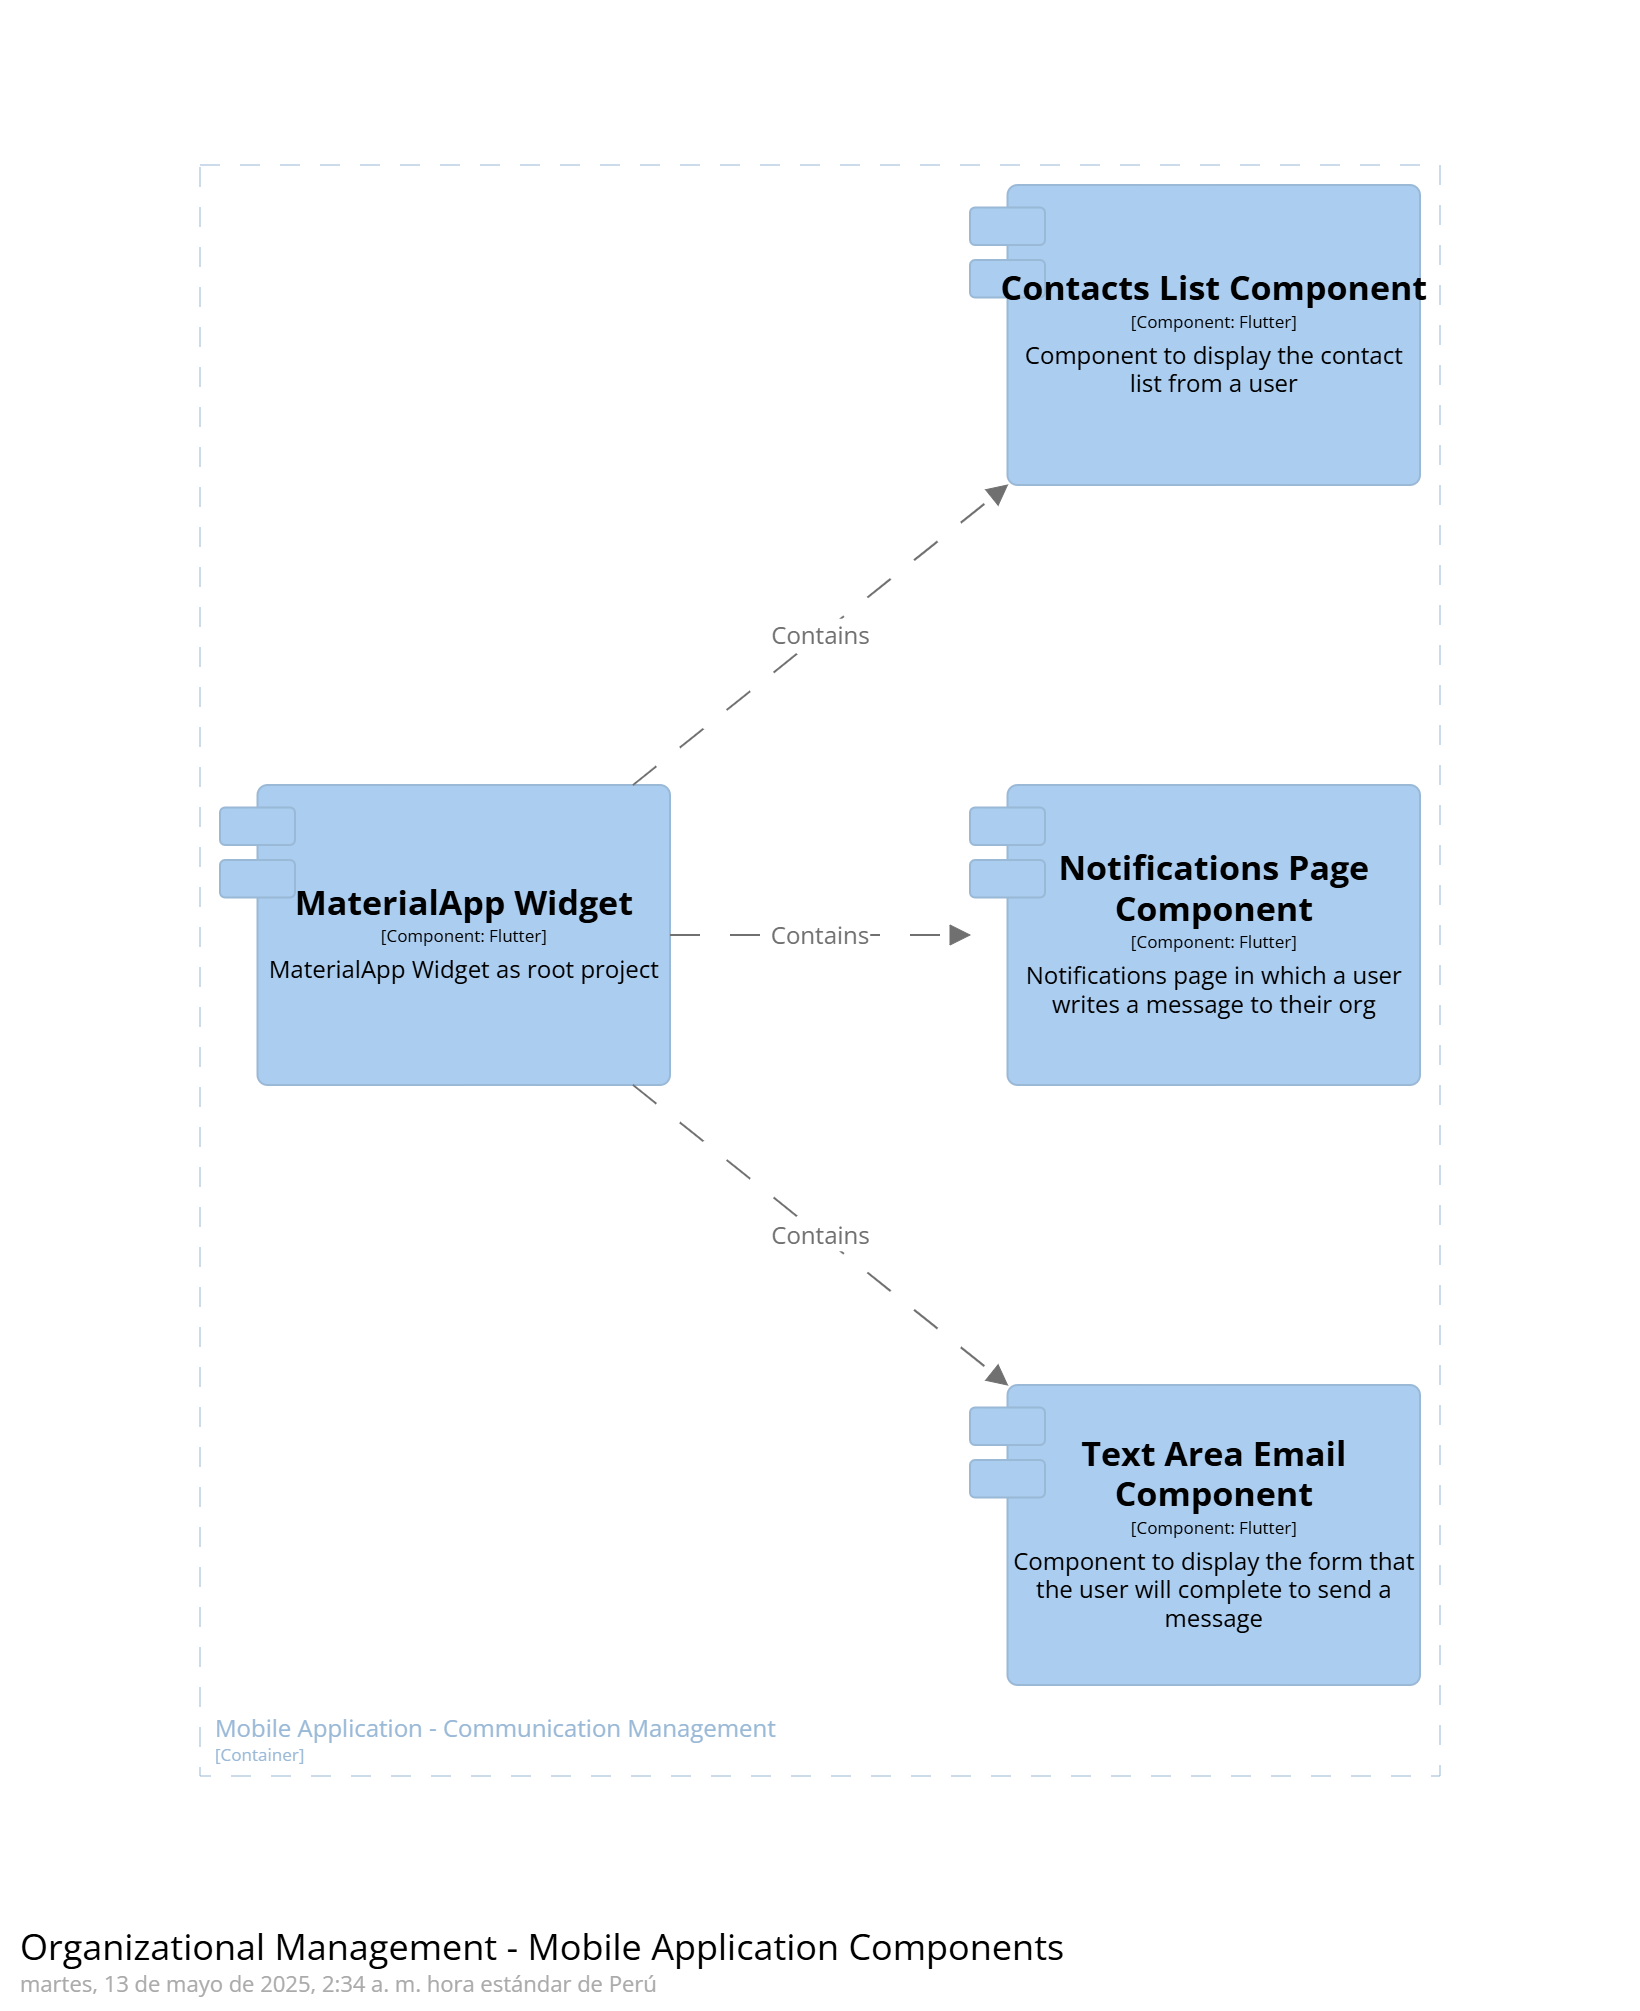 Contacts List Component
[Component: Flutter]
Component to display the contact
list from a user
Contains
MaterialApp Widget
[Component: Flutter]
MaterialApp Widget as root project
Contains
Notifications Page
Component
[Component: Flutter]
Notifications page in which a user
writes a message to their org
Contains
Text Area Email
Component
[Component: Flutter]
Component to display the form that
the user will complete to send a
message
Mobile Application - Communication Management
[Container]
Organizational Management - Mobile Application Components
martes, 13 de mayo de 2025, 2:34 a. m. hora estándar de Perú